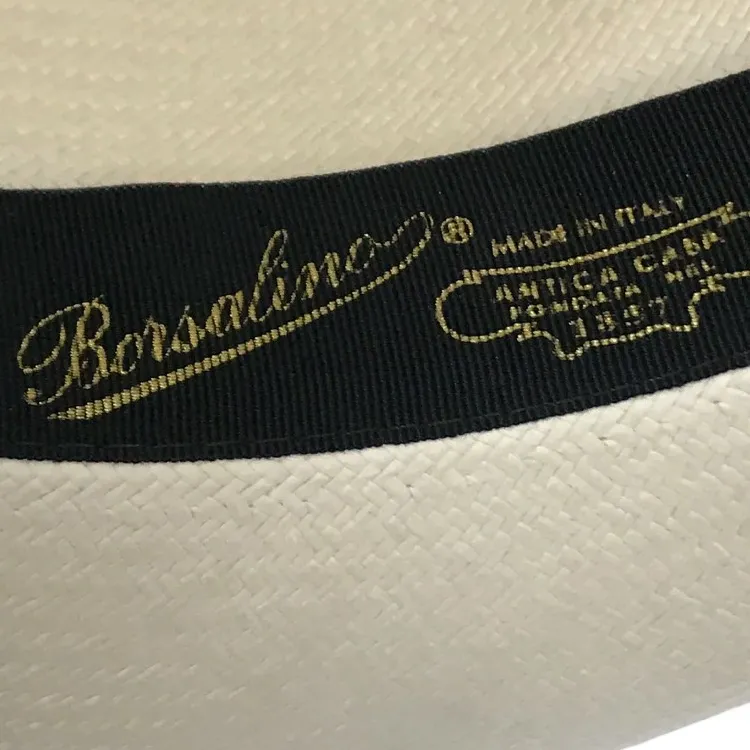 Borsalino®
MADE IN ITALY
ANTICA CASA
FONDATA NEL
1857